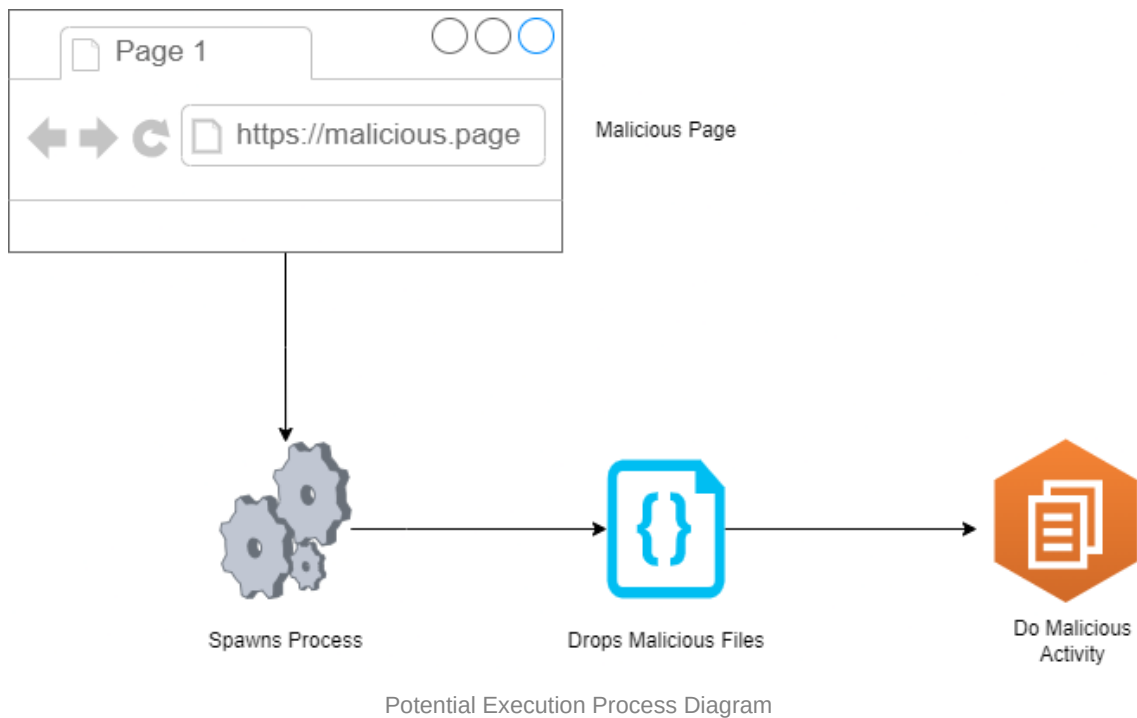 Page 1
https://malicious.page
Malicious Page
Spawns Process
Drops Malicious Files
Do Malicious
Activity
Potential Execution Process Diagram